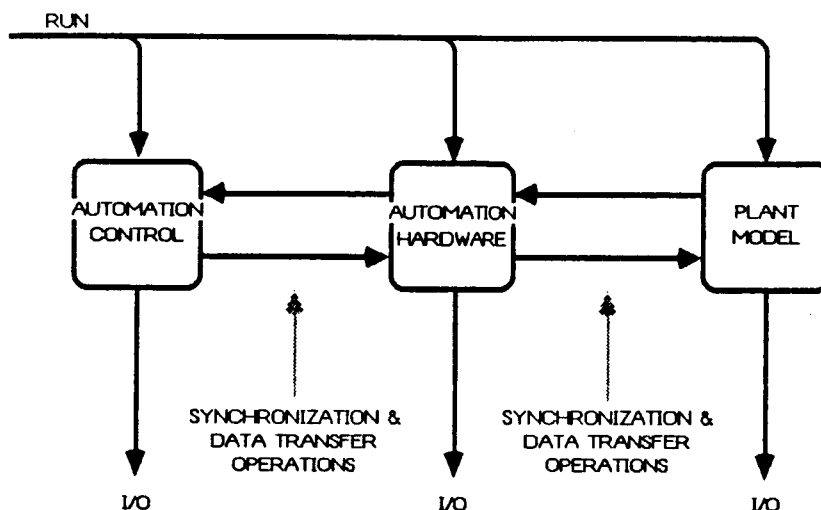 RUN
AUTOMATION
CONTROL
AUTOMATION
HARDWARE
PLANT
MODEL
SYNCHRONIZATION &
DATA TRANSFER
OPERATIONS
SYNCHRONIZATION &
DATA TRANSFER
OPERATIONS
I/O
I/O
I/O